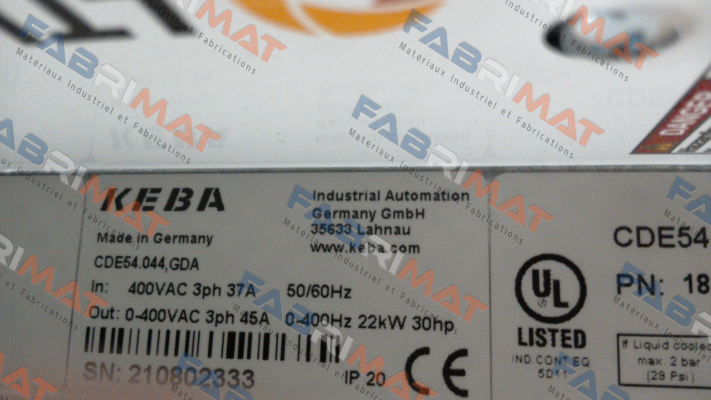 KEBA
Industrial Automation
Germany GmbH
35633 Lahnau
www.keba.com
Made in Germany
CDE54.044,GDA
In: 400VAC 3ph 37A 50/60Hz
Out: 0-400VAC 3ph 45A 0-400Hz 22kW 30hp
SN: 210802333
IP 20
CE
CDE54
UL
PN: 18
LISTED
IND.CONT.EQ
5D11
If Liquid cooled
max. 2 bar
(29 Psi)
DANGER
FABRIMAT
Materiaux Industriel et Fabrications